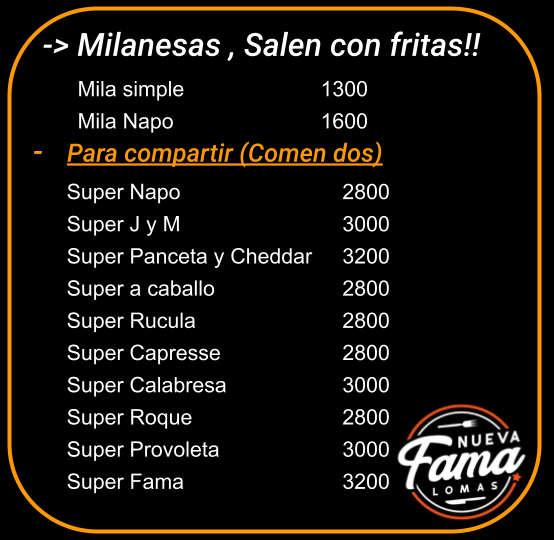 -> Milanesas , Salen con fritas!!
Mila simple 1300
Mila Napo 1600
- Para compartir (Comen dos)
Super Napo 2800
Super J y M 3000
Super Panceta y Cheddar 3200
Super a caballo 2800
Super Rucula 2800
Super Capresse 2800
Super Calabresa 3000
Super Roque 2800
Super Provoleta 3000
Super Fama 3200
NUEVA
Fama
LOMAS